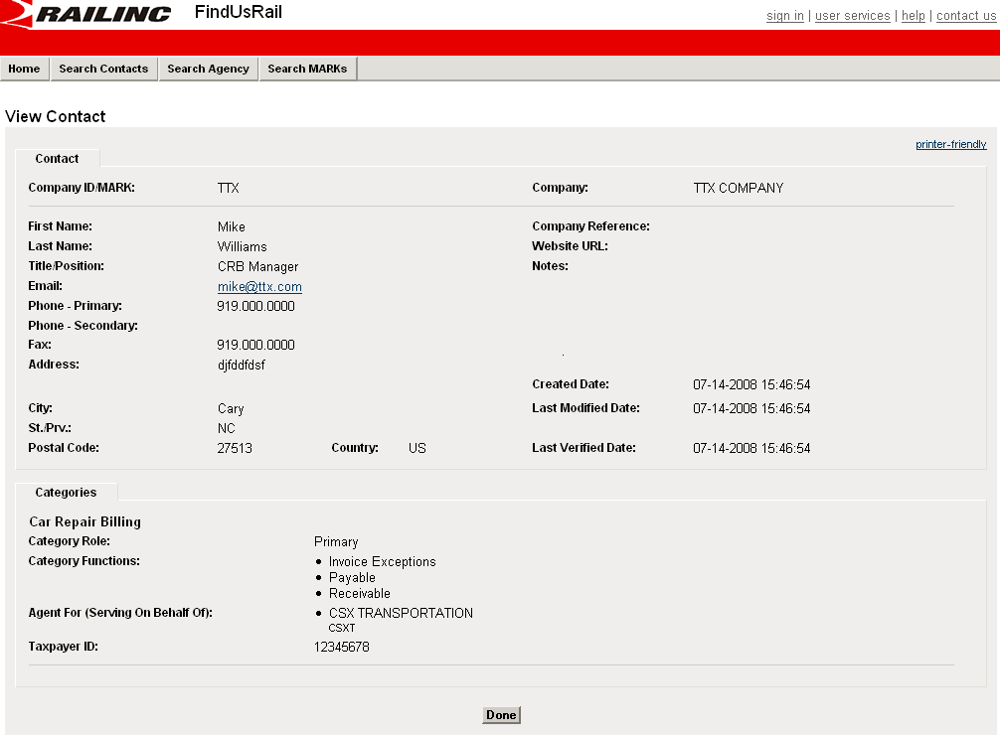 RAILINC FindUsRail sign in | user services | help | contact us
Home Search Contacts Search Agency Search MARKs
View Contact
printer-friendly
Contact
Company ID/MARK: TTX Company: TTX COMPANY
First Name: Mike Company Reference:
Last Name: Williams Website URL:
Title/Position: CRB Manager Notes:
Email: mike@ttx.com
Phone - Primary: 919.000.0000
Phone - Secondary:
Fax: 919.000.0000
Address: djfddfdsf
Created Date: 07-14-2008 15:46:54
City: Cary Last Modified Date: 07-14-2008 15:46:54
St./Prv.: NC
Postal Code: 27513 Country: US Last Verified Date: 07-14-2008 15:46:54
Categories
Car Repair Billing
Category Role: Primary
Category Functions: • Invoice Exceptions
• Payable
• Receivable
Agent For (Serving On Behalf Of): • CSX TRANSPORTATION
CSXT
Taxpayer ID: 12345678
Done